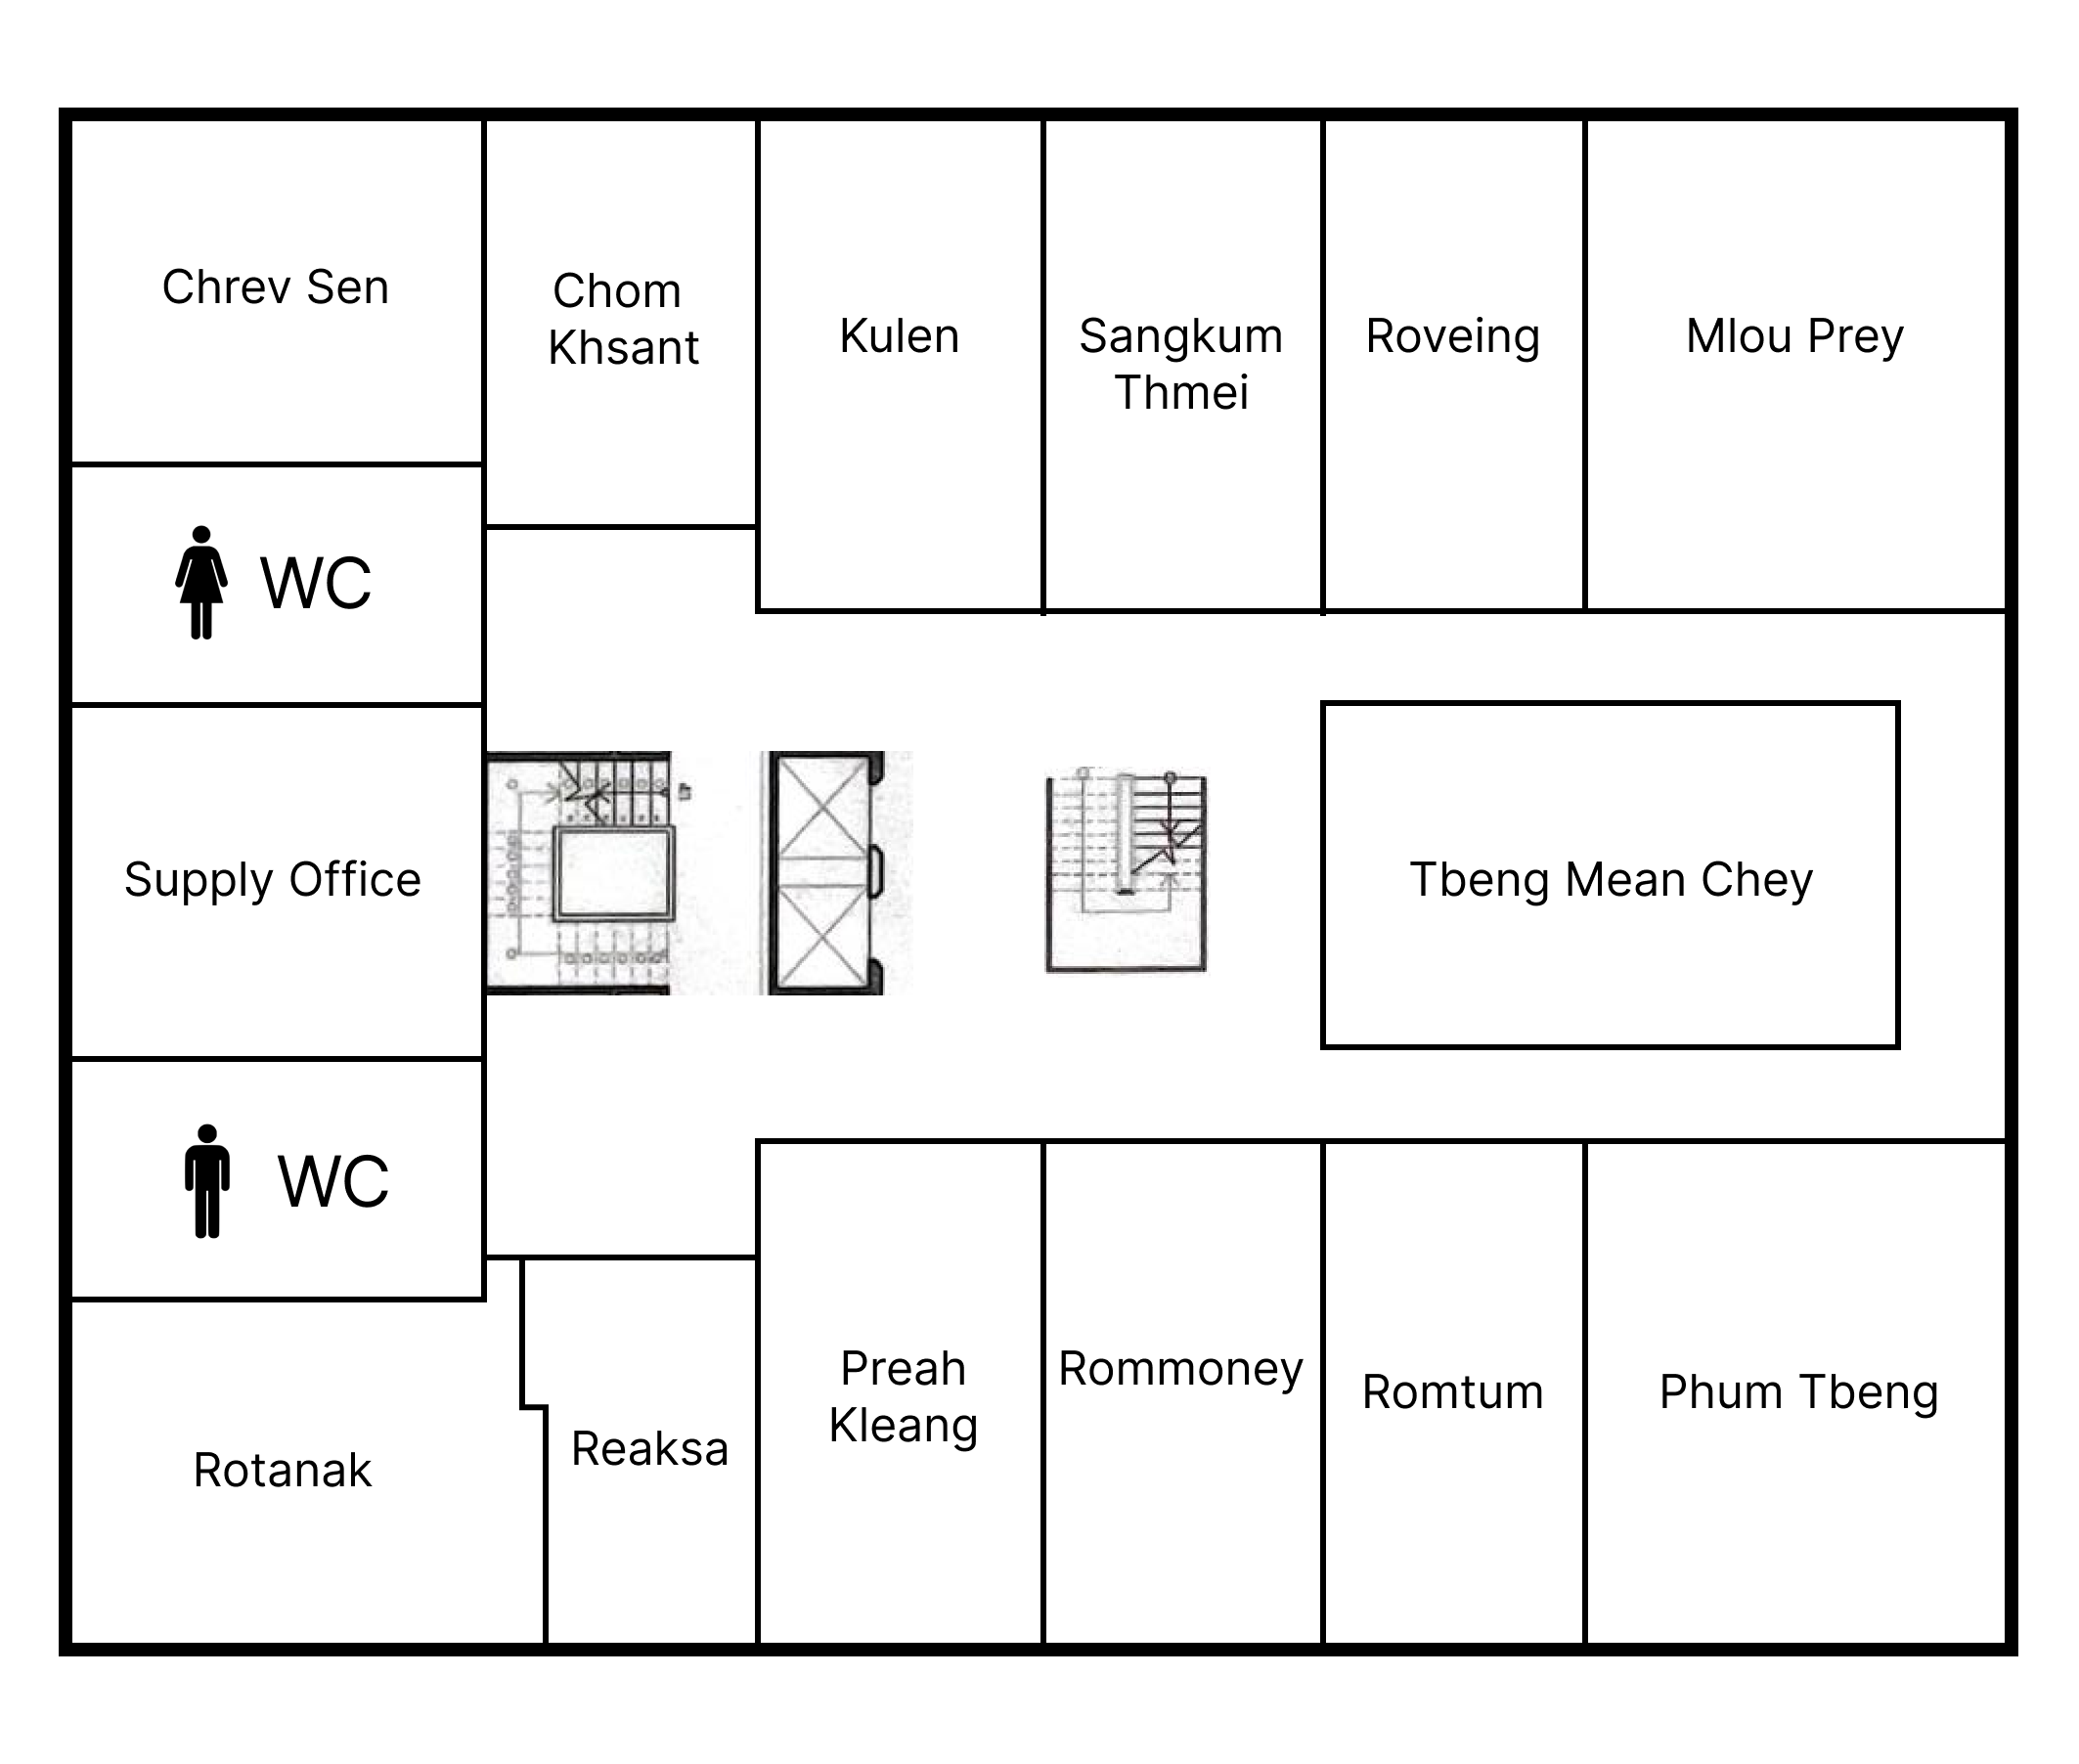 Chrev Sen
Chom
Khsant
Kulen
Sangkum
Thmei
Roveing
Mlou Prey
WC
Supply Office
Tbeng Mean Chey
WC
Rotanak
Reaksa
Preah
Kleang
Rommoney
Romtum
Phum Tbeng